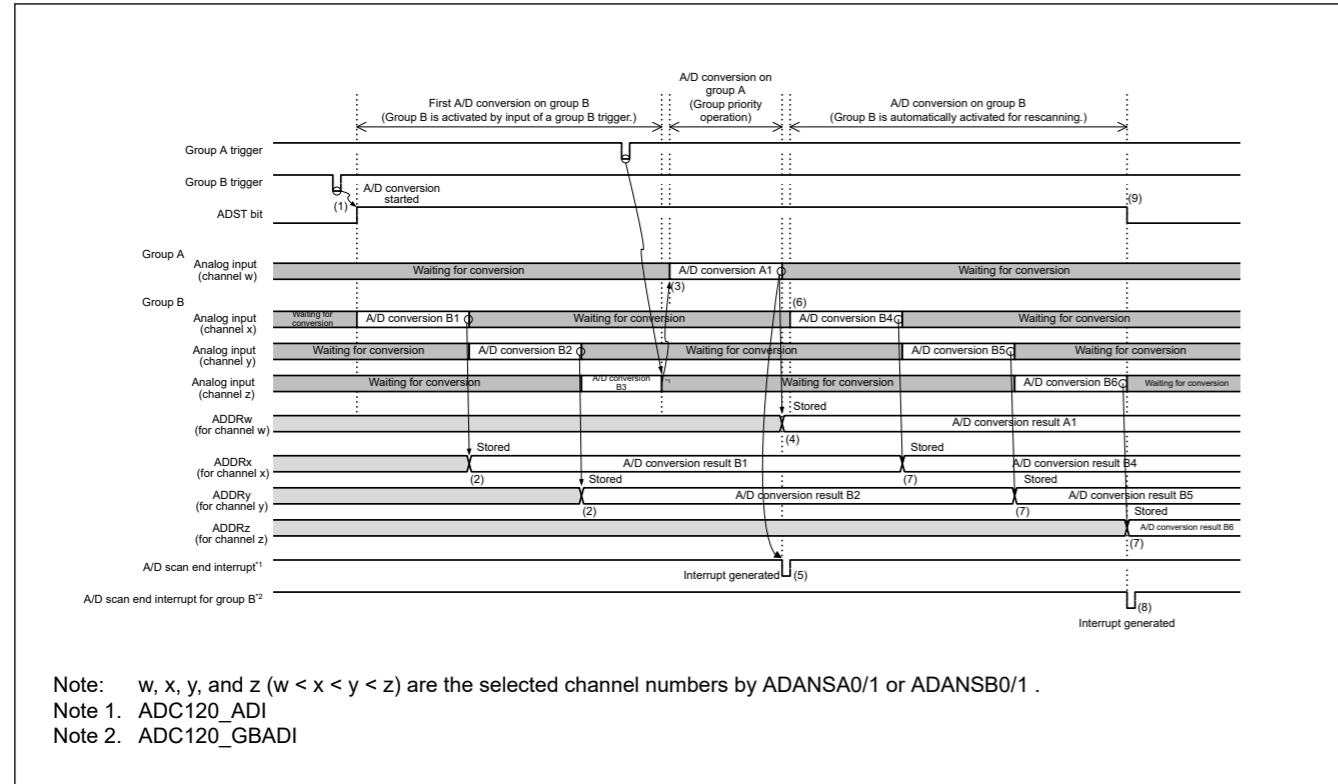 A/D conversion on
group A
(Group priority
operation)
First A/D conversion on group B
(Group B is activated by input of a group B trigger.)
A/D conversion on group B
(Group B is automatically activated for rescanning.)
Group A trigger
Group B trigger
A/D conversion
started
ADST bit
(1)
(9)
Group A
Analog input
(channel w)
Waiting for conversion
A/D conversion A1
Waiting for conversion
(3)
Group B
(6)
Analog input
(channel x)
Waiting for
conversion
A/D conversion B1
Waiting for conversion
A/D conversion B4
Waiting for conversion
Analog input
(channel y)
Waiting for conversion
A/D conversion B2
Waiting for conversion
A/D conversion B5
Waiting for conversion
Analog input
(channel z)
Waiting for conversion
A/D conversion
B3
Waiting for conversion
A/D conversion B6
Waiting for conversion
Stored
ADDRw
(for channel w)
A/D conversion result A1
(4)
Stored
Stored
ADDRx
(for channel x)
A/D conversion result B1
A/D conversion result B4
(2)
Stored
(7)
Stored
ADDRy
(for channel y)
A/D conversion result B2
A/D conversion result B5
(2)
(7)
Stored
ADDRz
(for channel z)
A/D conversion result B6
(7)
A/D scan end interrupt*1
Interrupt generated
(5)
A/D scan end interrupt for group B*2
(8)
Interrupt generated
Note: w, x, y, and z (w < x < y < z) are the selected channel numbers by ADANSA0/1 or ADANSB0/1 .
Note 1. ADC120_ADI
Note 2. ADC120_GBADI